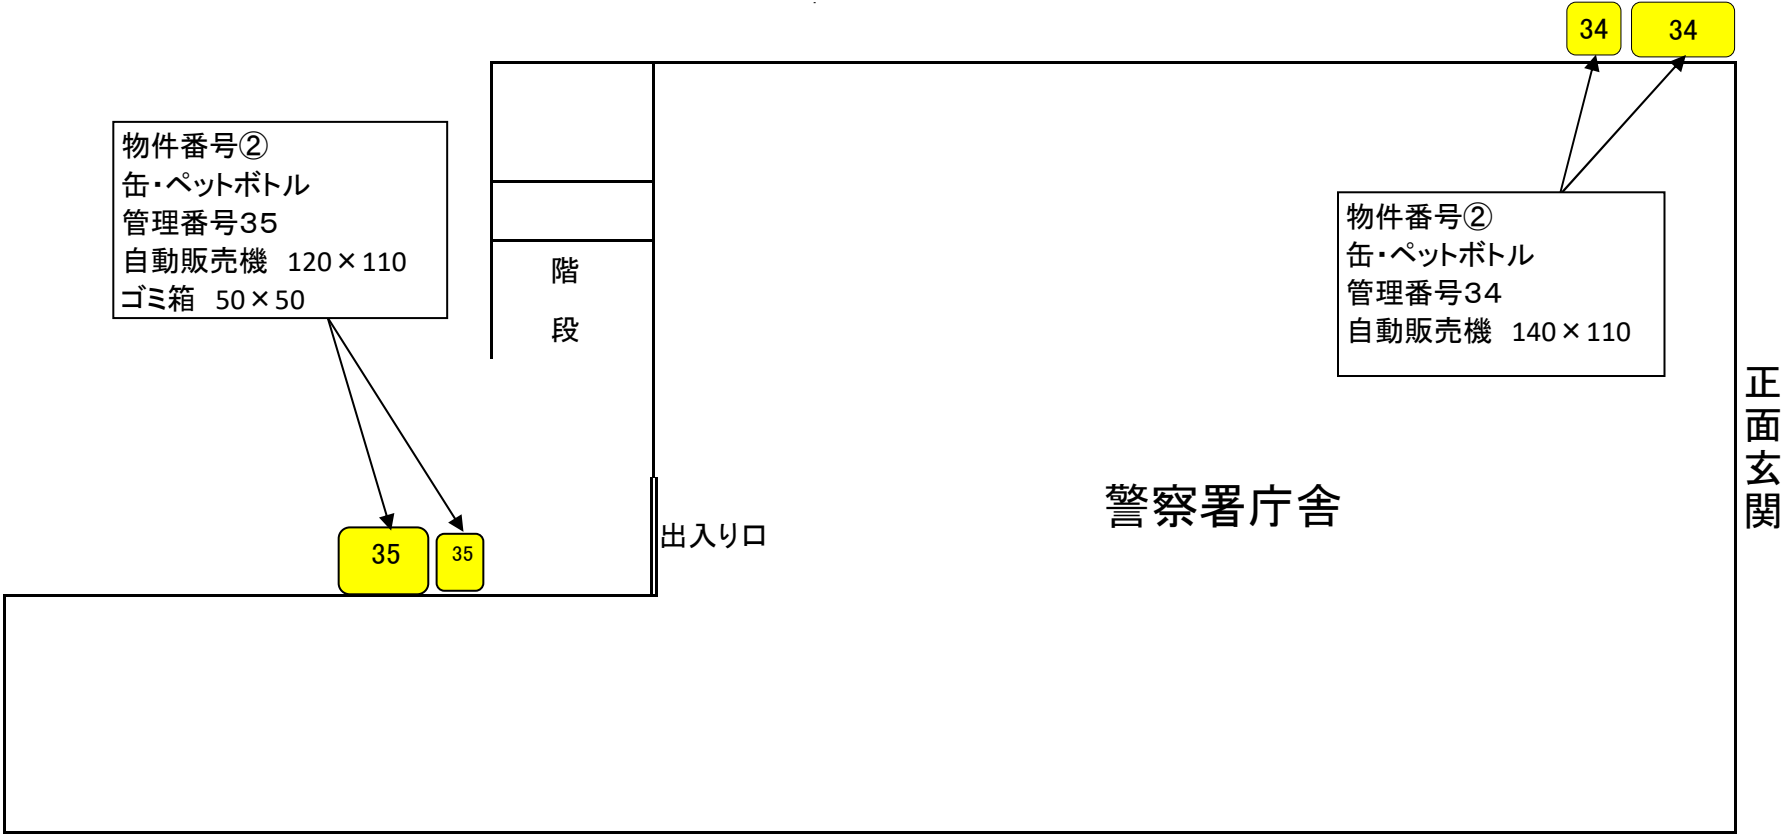 34
34
物件番号②
缶・ペットボトル
管理番号35
自動販売機　120×110
ゴミ箱　50×50
物件番号②
缶・ペットボトル
管理番号34
自動販売機　140×110
階
段
正
面
玄
関
警察署庁舎
出入り口
35
35